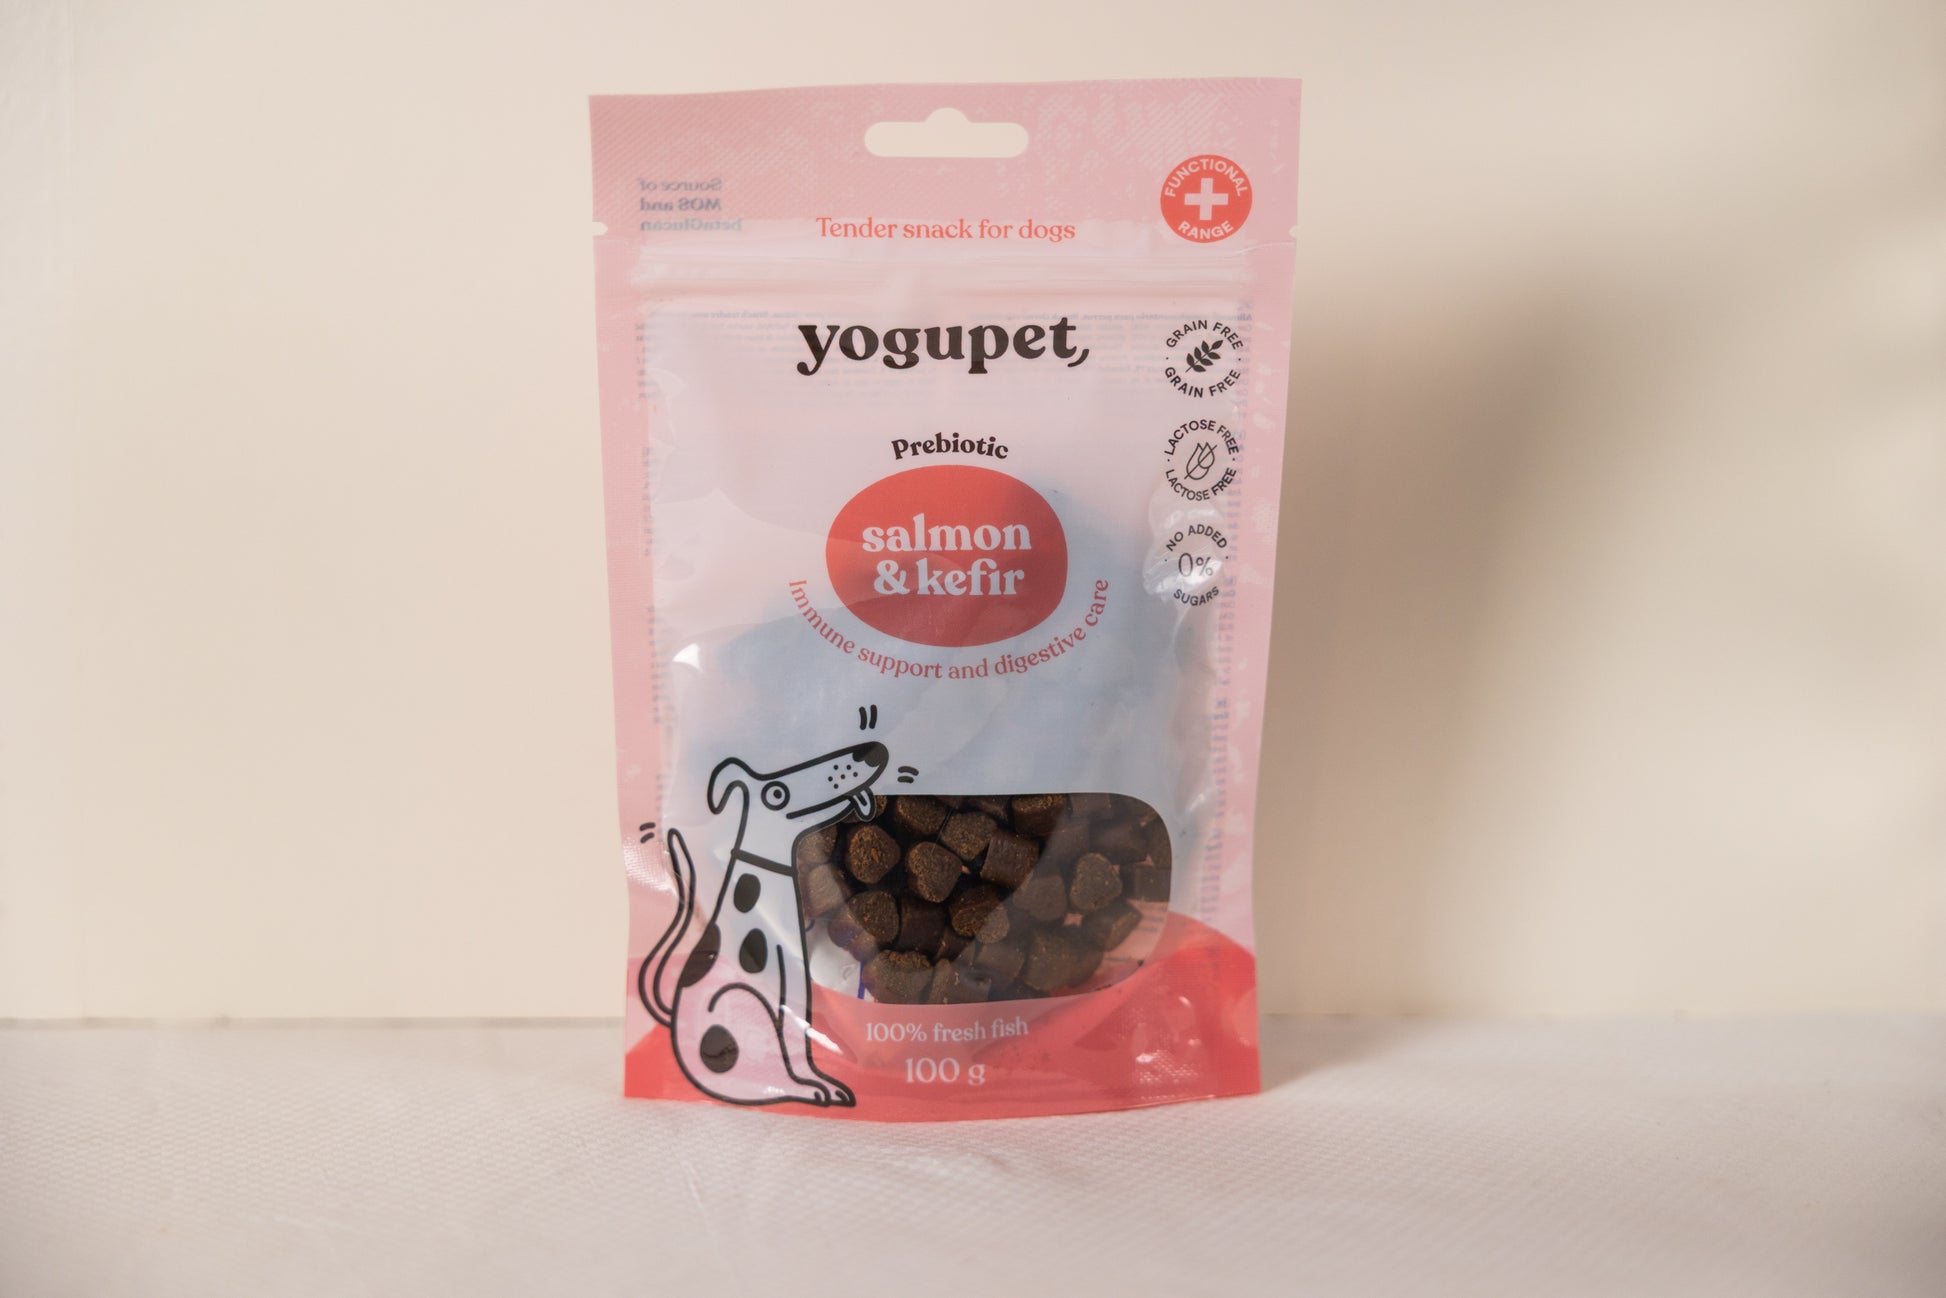 Source of
MOS and
betaGlucan
Tender snack for dogs
FUNCTIONAL
RANGE
yogupet,
GRAIN FREE
GRAIN FREE
Prebiotic
LACTOSE FREE
LACTOSE FREE
salmon
& kefir
NO ADDED
0%
SUGARS
Immune support and digestive care
100% fresh fish
100 g